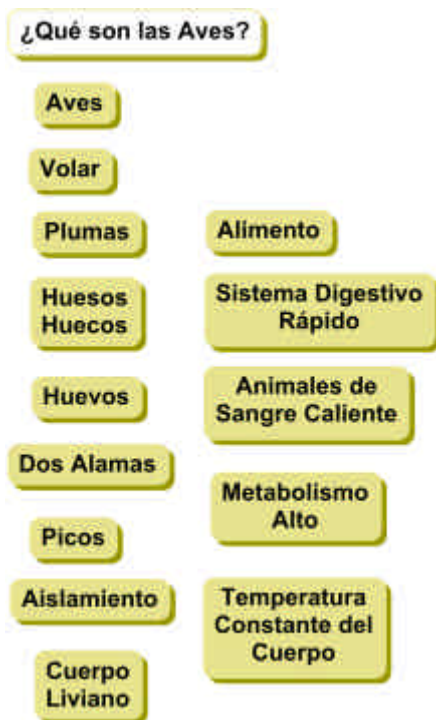 ¿Qué son las Aves?
Aves
Volar
Plumas
Alimento
Huesos
Huecos
Sistema Digestivo
Rápido
Huevos
Animales de
Sangre Caliente
Dos Alamas
Metabolismo
Alto
Picos
Aislamiento
Temperatura
Constante del
Cuerpo
Cuerpo
Liviano